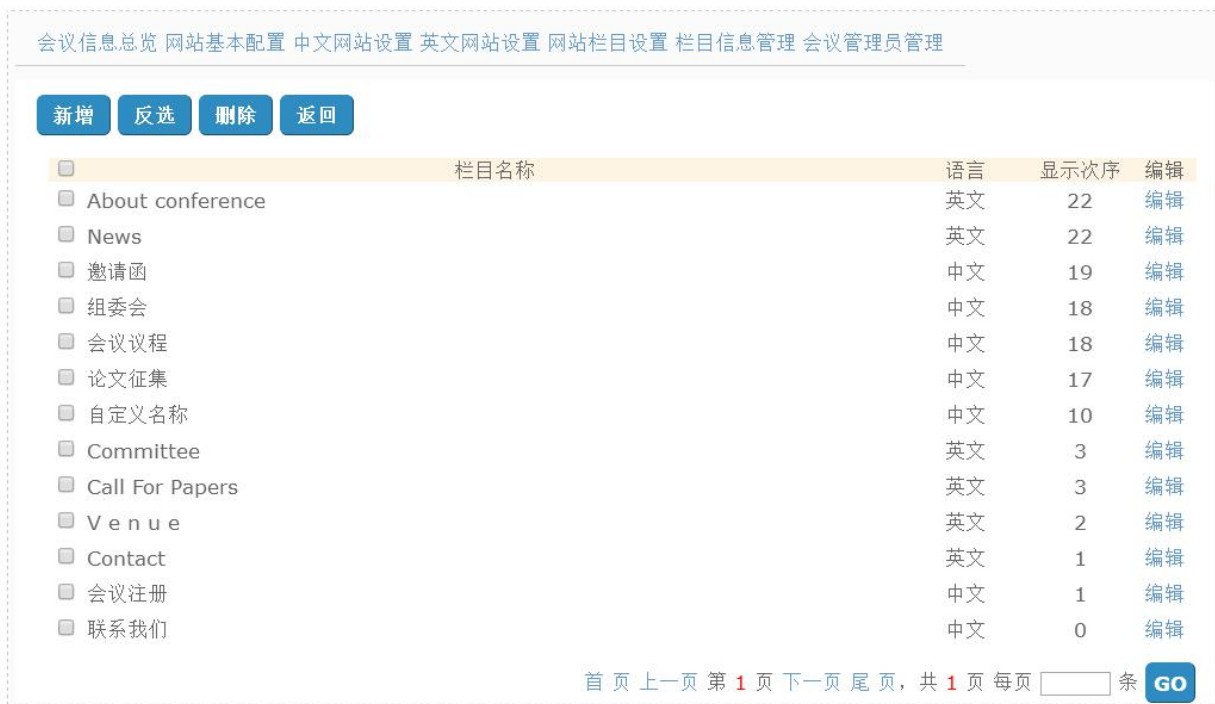 会议信息总览 网站基本配置 中文网站设置 英文网站设置 网站栏目设置 栏目信息管理 会议管理员管理
新增 反选 删除 返回
栏目名称 语言 显示次序 编辑
About conference 英文 22 编辑
News 英文 22 编辑
邀请函 中文 19 编辑
组委会 中文 18 编辑
会议议程 中文 18 编辑
论文征集 中文 17 编辑
自定义名称 中文 10 编辑
Committee 英文 3 编辑
Call For Papers 英文 3 编辑
V e n u e 英文 2 编辑
Contact 英文 1 编辑
会议注册 中文 1 编辑
联系我们 中文 0 编辑
首 页 上一页 第 1 页 下一页 尾 页，共 1 页 每页 条 GO